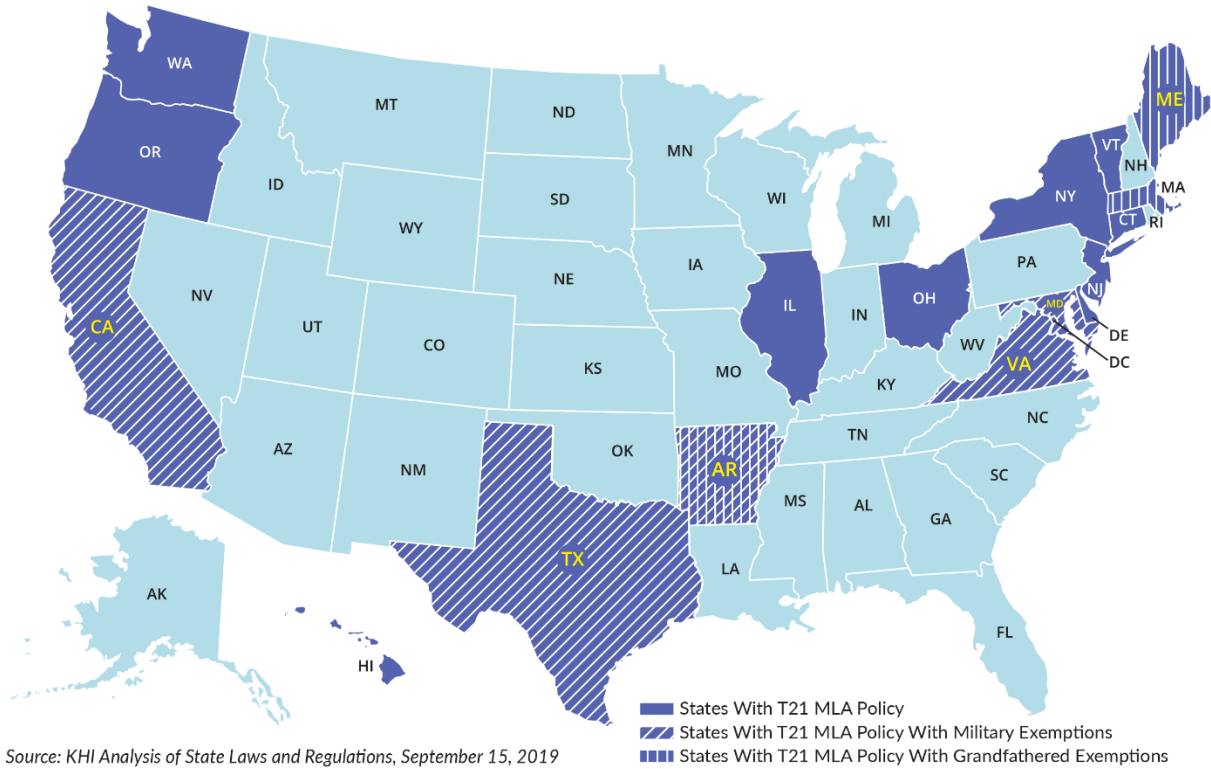 WA
MT
ND
MN
ME
OR
VT
NH
ID
SD
WI
MI
NY
MA
WY
CT
RI
IA
PA
NE
NV
IL
OH
IN
NJ
CA
UT
MD
CO
WV
DE
KS
MO
VA
DC
KY
NC
TN
AZ
OK
NM
AR
SC
MS
AL
GA
TX
LA
AK
FL
HI
States With T21 MLA Policy
States With T21 MLA Policy With Military Exemptions
States With T21 MLA Policy With Grandfathered Exemptions
Source: KHI Analysis of State Laws and Regulations, September 15, 2019